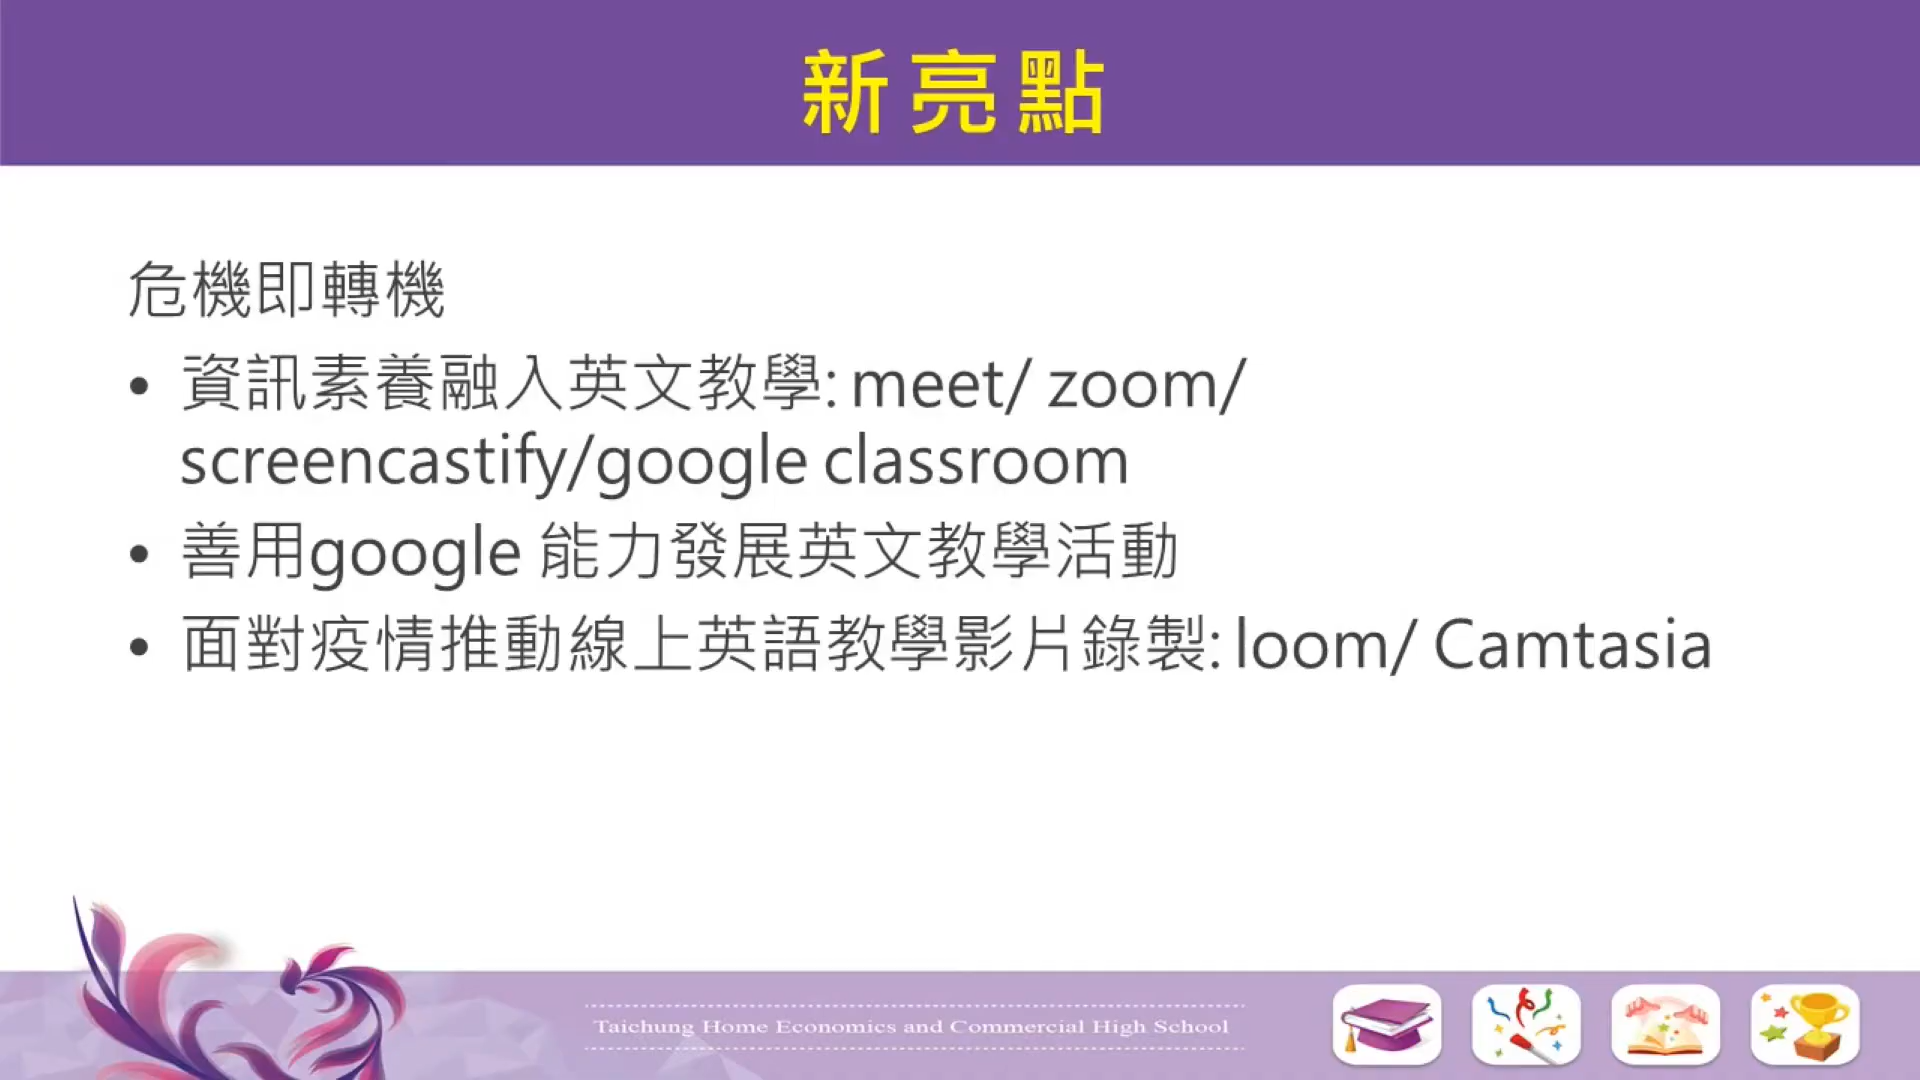 新亮點
危機即轉機
• 資訊素養融入英文教學: meet/ zoom/
screencastify/google classroom
• 善用google 能力發展英文教學活動
• 面對疫情推動線上英語教學影片錄製: loom/ Camtasia
Taichung Home Economics and Commercial High School